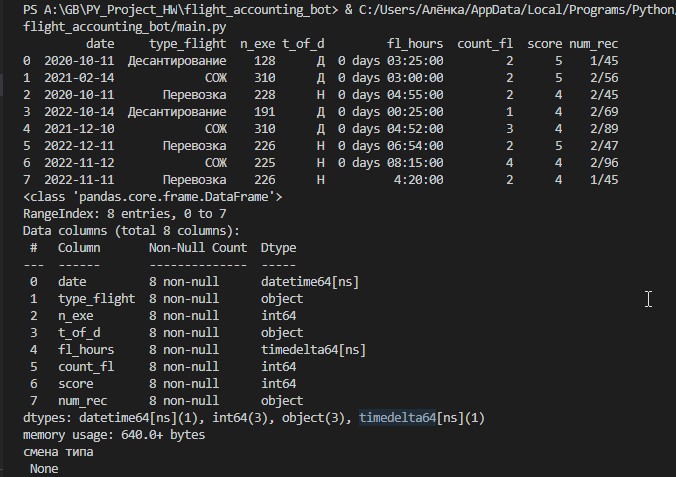 PS A:\GB\PY_Project_HW\flight_accounting_bot> & C:/Users/Алёнка/AppData/Local/Programs/Python
flight_accounting_bot/main.py
date type_flight n_exe t_of_d fl_hours count_fl score num_rec
0 2020-10-11 Десантирование 128 Д 0 days 03:25:00 2 5 1/45
1 2021-02-14 СОЖ 310 Д 0 days 03:00:00 2 5 2/56
2 2020-10-11 Перевозка 228 Н 0 days 04:55:00 2 4 2/45
3 2022-10-14 Десантирование 191 Д 0 days 00:25:00 1 4 2/69
4 2021-12-10 СОЖ 310 Д 0 days 04:52:00 3 4 2/89
5 2022-12-11 Перевозка 226 Н 0 days 06:54:00 2 5 2/47
6 2022-11-12 СОЖ 225 Н 0 days 08:15:00 4 4 2/96
7 2022-11-11 Перевозка 226 Н 4:20:00 2 4 1/45
<class 'pandas.core.frame.DataFrame'>
RangeIndex: 8 entries, 0 to 7
Data columns (total 8 columns):
# Column Non-Null Count Dtype
--- ------ -------------- -----
0 date 8 non-null datetime64[ns]
1 type_flight 8 non-null object
2 n_exe 8 non-null int64
3 t_of_d 8 non-null object
4 fl_hours 8 non-null timedelta64[ns]
5 count_fl 8 non-null int64
6 score 8 non-null int64
7 num_rec 8 non-null object
dtypes: datetime64[ns](1), int64(3), object(3), timedelta64[ns](1)
memory usage: 640.0+ bytes
смена типа
None